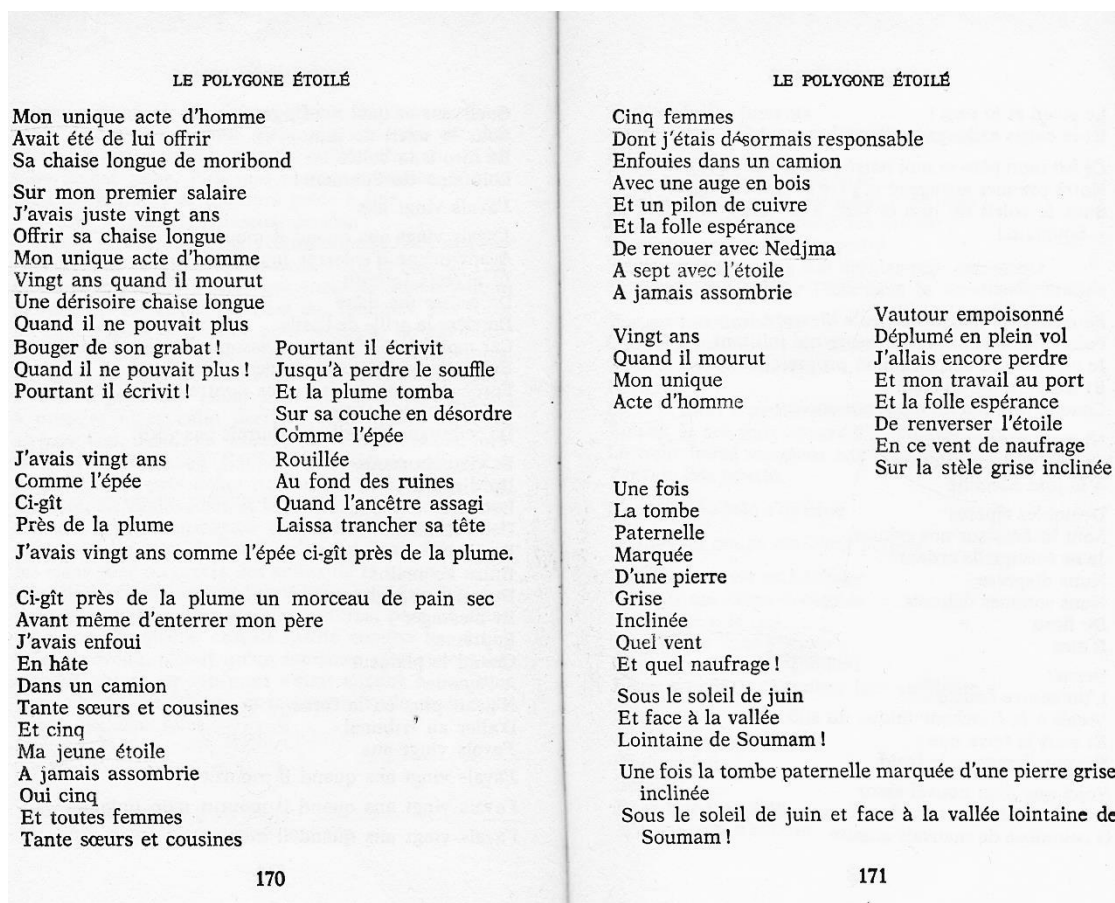 LE POLYGONE ÉTOILÉ
Mon unique acte d'homme
Avait été de lui offrir
Sa chaise longue de moribond
Sur mon premier salaire
J'avais juste vingt ans
Offrir sa chaise longue
Mon unique acte d'homme
Vingt ans quand il mourut
Une dérisoire chaise longue
Quand il ne pouvait plus
Bouger de son grabat !
Quand il ne pouvait plus !
Pourtant il écrivit !
Pourtant il écrivit
Jusqu'à perdre le souffle
Et la plume tomba
Sur sa couche en désordre
Comme l'épée
J'avais vingt ans
Comme l'épée
Ci-gît
Près de la plume
Rouillée
Au fond des ruines
Quand l'ancêtre assagi
Laissa trancher sa tête
J'avais vingt ans comme l'épée ci-gît près de la plume.
Ci-gît près de la plume un morceau de pain sec
Avant même d'enterrer mon père
J'avais enfoui
En hâte
Dans un camion
Tante sœurs et cousines
Et cinq
Ma jeune étoile
A jamais assombrie
Oui cinq
Et toutes femmes
Tante sœurs et cousines
170
LE POLYGONE ÉTOILÉ
Cinq femmes
Dont j'étais désormais responsable
Enfouies dans un camion
Avec une auge en bois
Et un pilon de cuivre
Et la folle espérance
De renouer avec Nedjma
A sept avec l'étoile
A jamais assombrie
Vingt ans
Quand il mourut
Mon unique
Acte d'homme
Vautour empoisonné
Déplumé en plein vol
J'allais encore perdre
Et mon travail au port
Et la folle espérance
De renverser l'étoile
En ce vent de naufrage
Sur la stèle grise inclinée
Une fois
La tombe
Paternelle
Marquée
D'une pierre
Grise
Inclinée
Quel vent
Et quel naufrage !
Sous le soleil de juin
Et face à la vallée
Lointaine de Soumam !
Une fois la tombe paternelle marquée d'une pierre grise
inclinée
Sous le soleil de juin et face à la vallée lointaine de
Soumam !
171